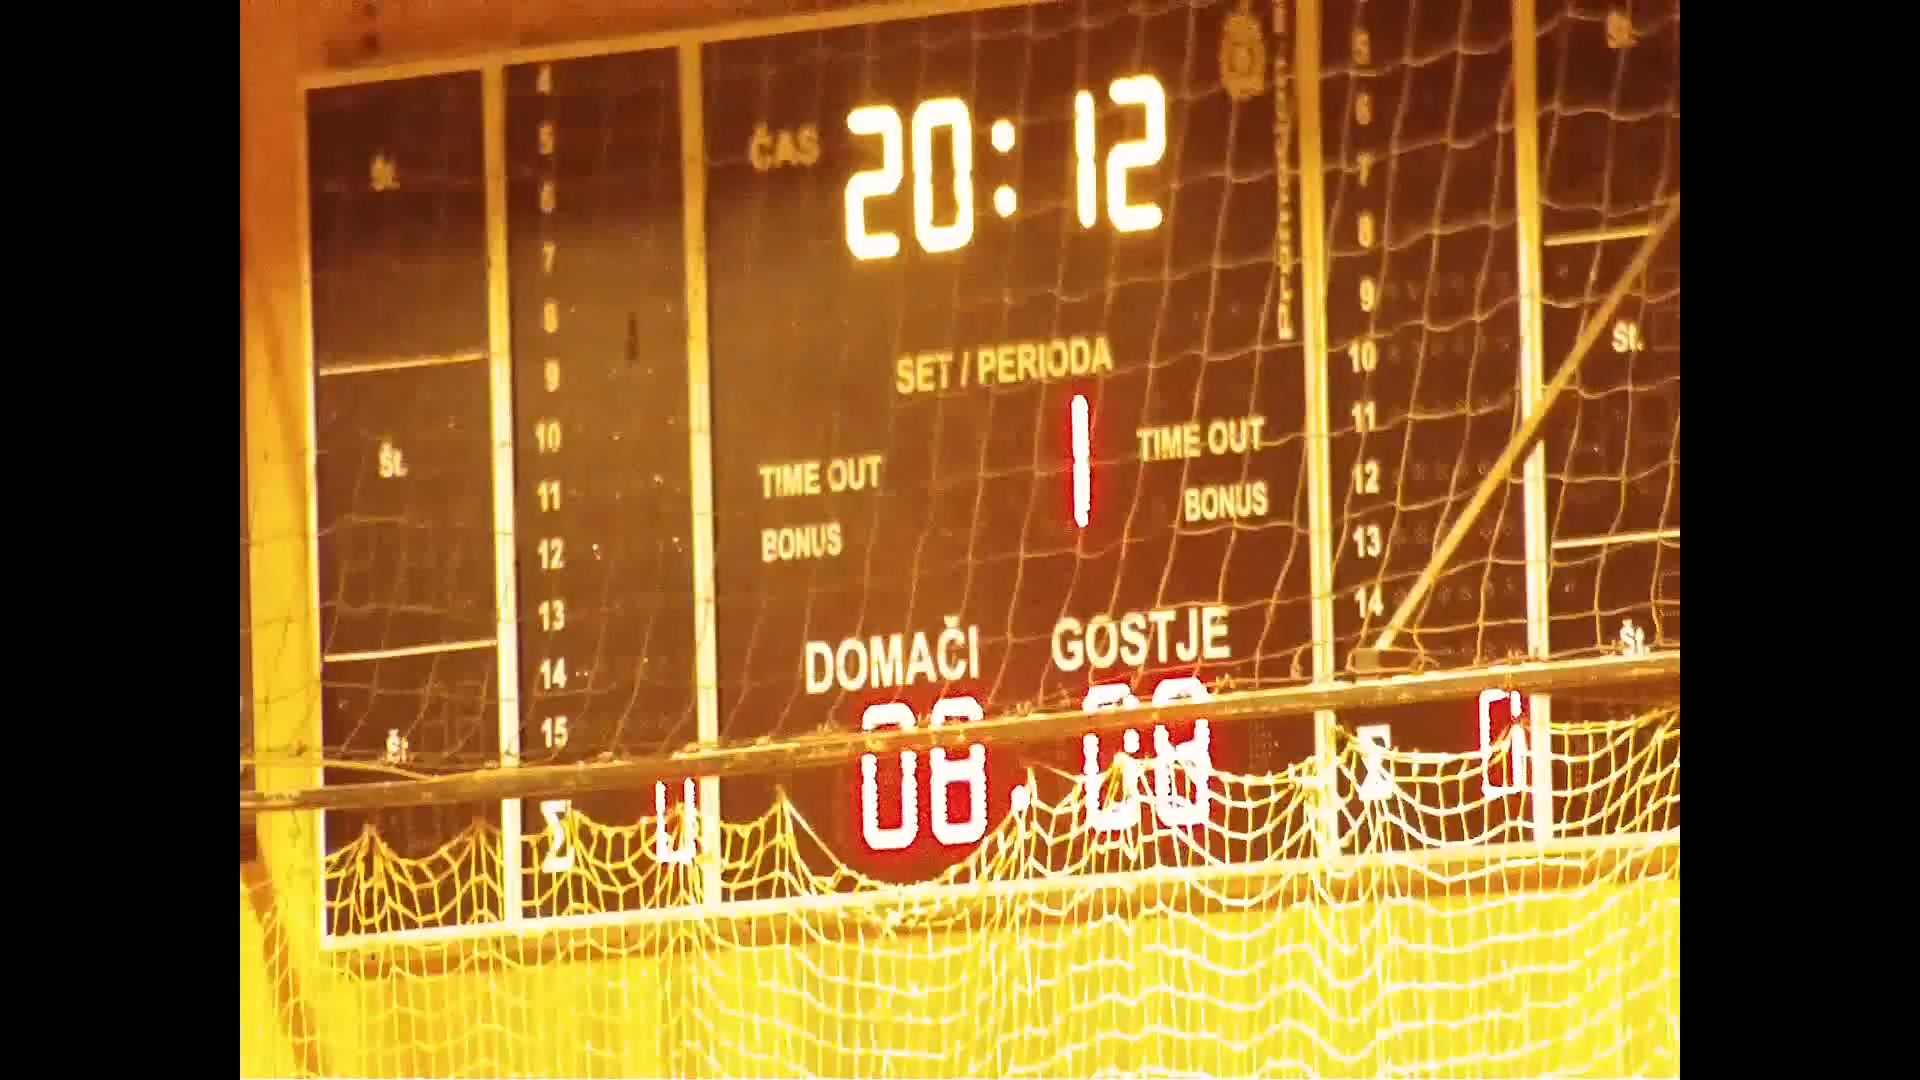 ČAS 20:12
SET / PERIODA
1
TIME OUT TIME OUT
BONUS BONUS
DOMAČI GOSTJE
08
Št.
Št.
Št.
4
5
6
7
8
9
10
11
12
13
14
15
Σ
5
6
7
8
9
10
11
12
13
14
Σ
Št.
Št.
Št.